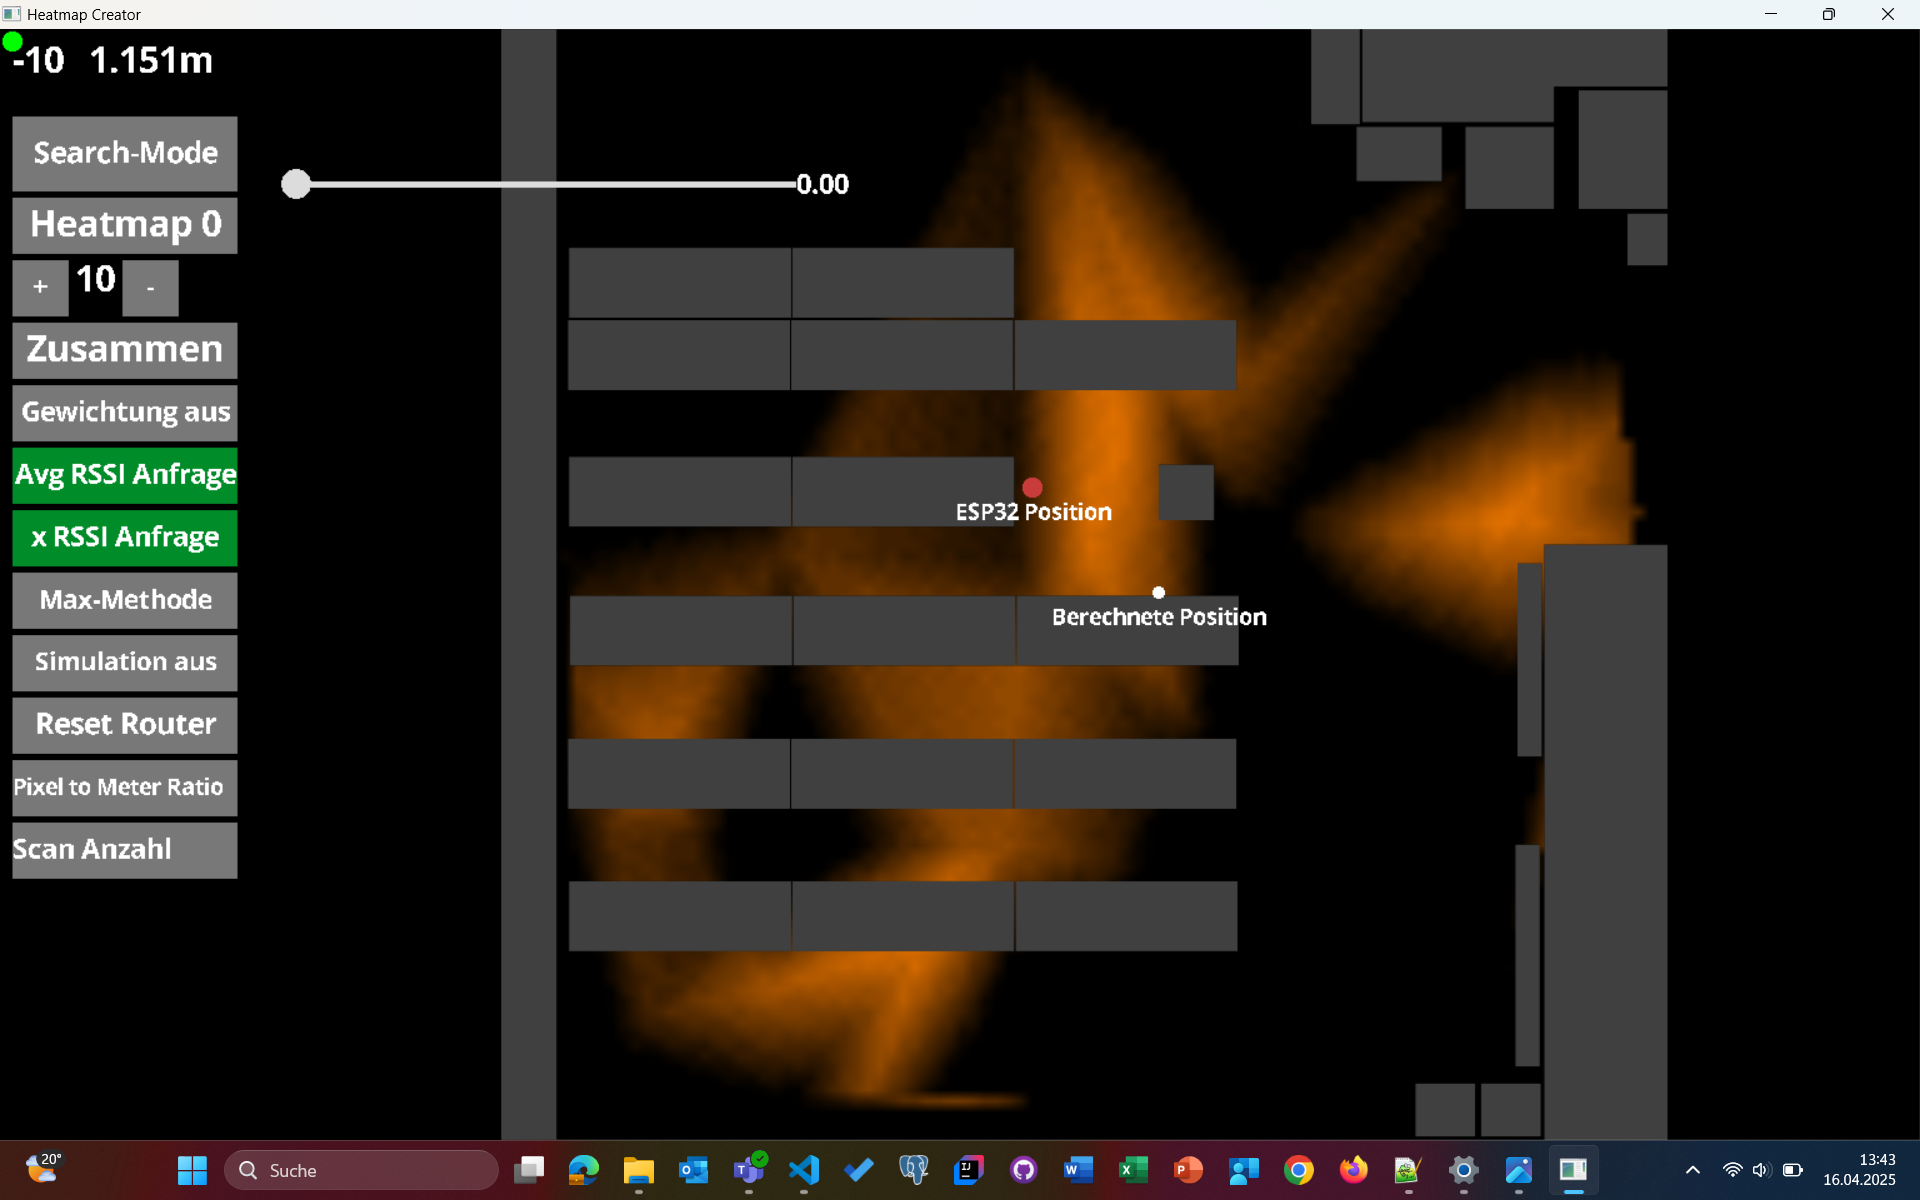 Heatmap Creator
-10 1.151m
Search-Mode
0.00
Heatmap 0
+ 10 -
Zusammen
Gewichtung aus
Avg RSSI Anfrage
x RSSI Anfrage
Max-Methode
Simulation aus
Reset Router
Pixel to Meter Ratio
Scan Anzahl
ESP32 Position
Berechnete Position
20°
Suche
13:43
16.04.2025